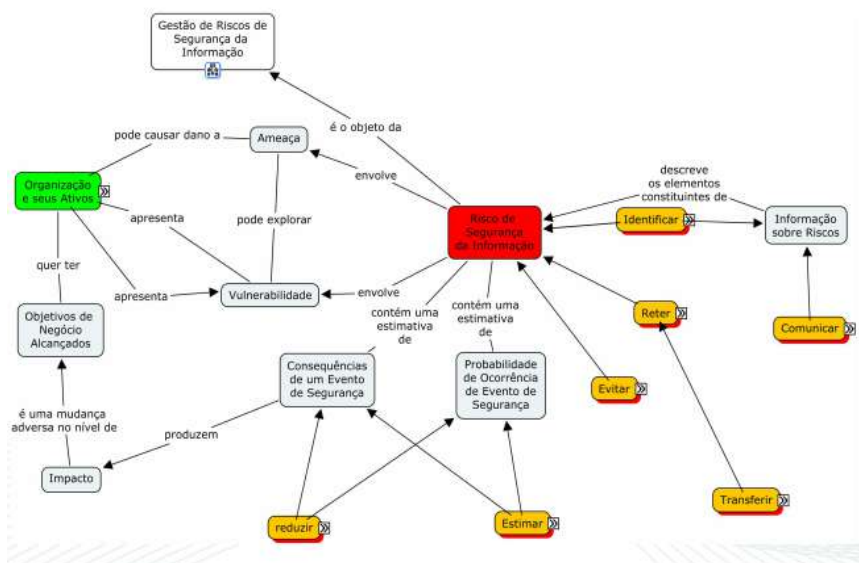 Gestão de Riscos de
Segurança da
Informação
é o objeto da
pode causar dano a
Ameaça
envolve
descreve
os elementos
constituintes de
Organização
e seus Ativos
apresenta
pode explorar
Risco de
Segurança
da Informação
Identificar
Informação
sobre Riscos
quer ter
apresenta
Vulnerabilidade
envolve
contém uma
estimativa
de
contém uma
estimativa
de
Objetivos de
Negócio
Alcançados
Reter
Comunicar
Consequências
de um Evento
de Segurança
Probabilidade
de Ocorrência
de Evento de
Segurança
Evitar
é uma mudança
adversa no nível de
produzem
Impacto
Transferir
reduzir
Estimar